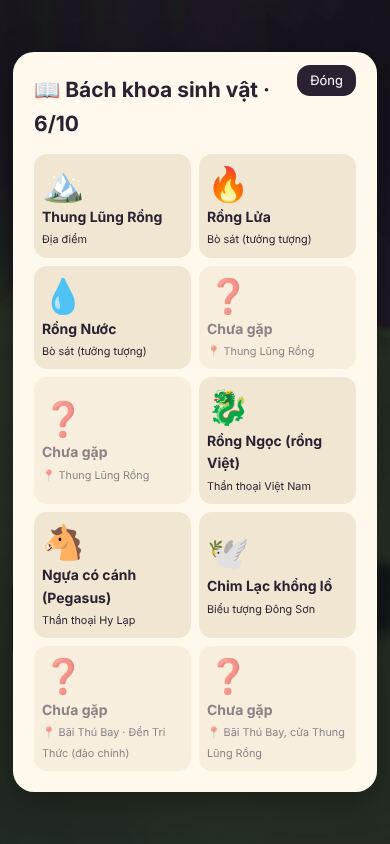 Bách khoa sinh vật ·
6/10
Đóng
Thung Lũng Rồng
Địa điểm
Rồng Lửa
Bò sát (tưởng tượng)
Rồng Nước
Bò sát (tưởng tượng)
Chưa gặp
Thung Lũng Rồng
Chưa gặp
Thung Lũng Rồng
Rồng Ngọc (rồng
Việt)
Thần thoại Việt Nam
Ngựa có cánh
(Pegasus)
Thần thoại Hy Lạp
Chim Lạc khổng lồ
Biểu tượng Đông Sơn
Chưa gặp
Bãi Thú Bay · Đền Tri
Thức (đảo chính)
Chưa gặp
Bãi Thú Bay, cửa Thung
Lũng Rồng